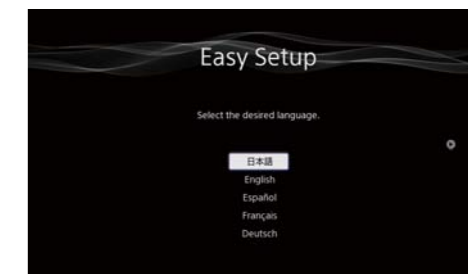 Easy Setup
Select the desired language.
日本語
English
Español
Français
Deutsch